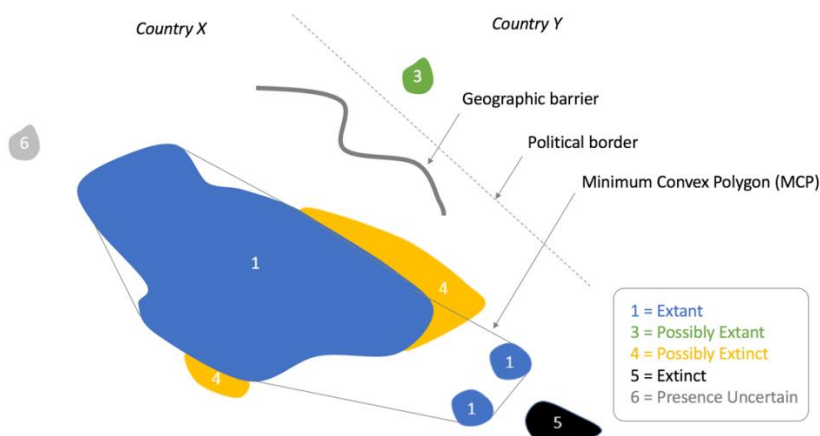 Country X
Country Y
3
Geographic barrier
6
Political border
Minimum Convex Polygon (MCP)
1
4
1 = Extant
3 = Possibly Extant
4 = Possibly Extinct
5 = Extinct
6 = Presence Uncertain
1
4
1
5